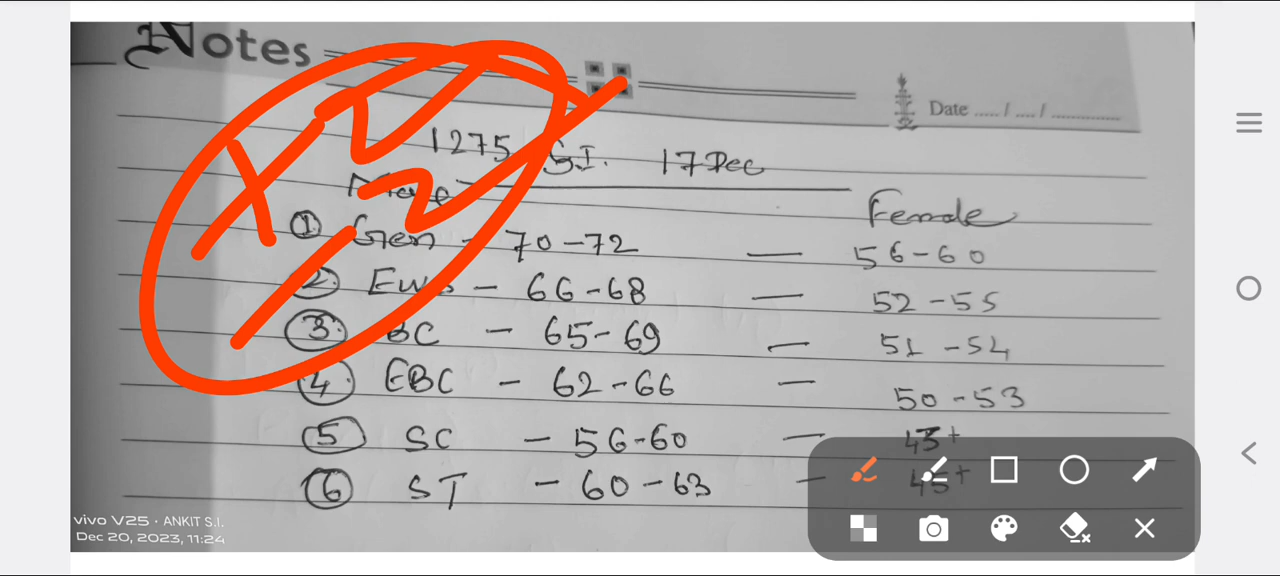 Notes
Date ..... / .... / ................
1275 S.I. 17 Dec
Male Female
① Gen - 70-72 — 56-60
② EWS - 66-68 — 52-55
③ BC - 65-69 — 51-54
④ EBC - 62-66 — 50-53
⑤ SC - 56-60 — 43+
⑥ ST - 60-63 - 45+
vivo V25 · ANKIT S.I.
Dec 20, 2023, 11:24